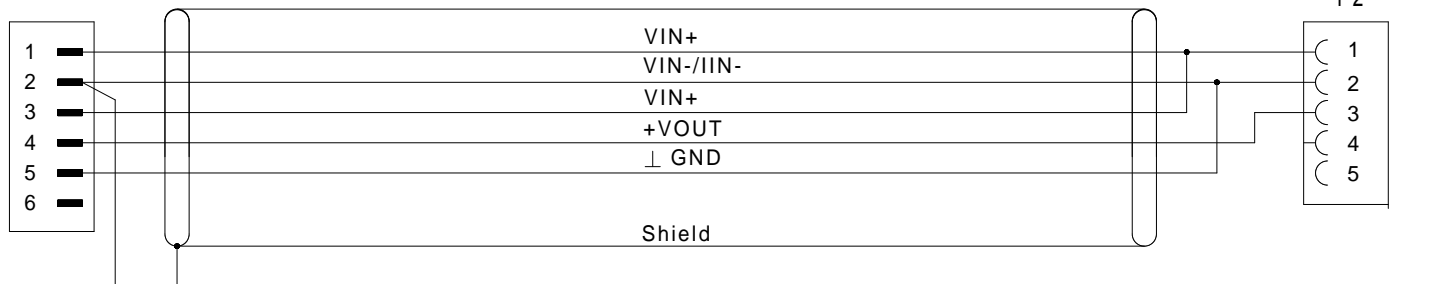 1 VIN+ 1
2 VIN-/IIN- 2
3 VIN+ 3
4 +VOUT 4
5 ⊥ GND 5
6
Shield